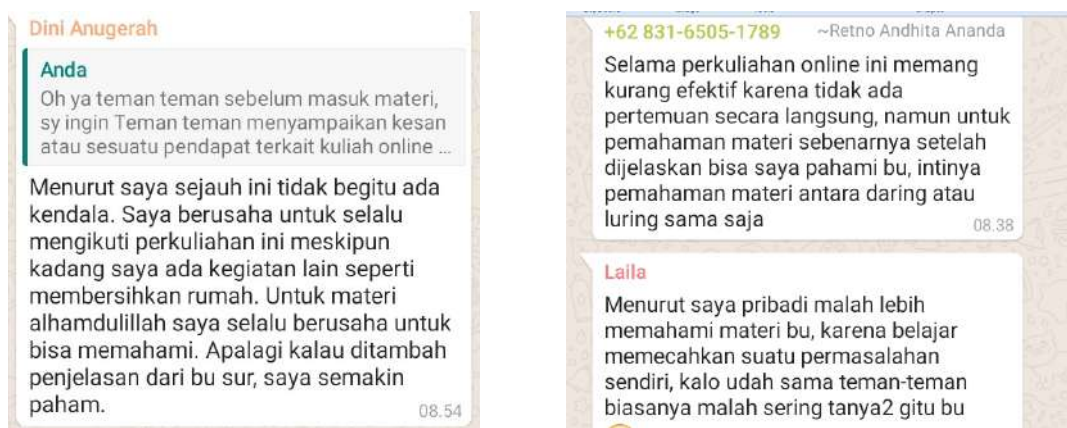 Dini Anugerah
Anda
Oh ya teman teman sebelum masuk materi,
sy ingin Teman teman menyampaikan kesan
atau sesuatu pendapat terkait kuliah online ...
Menurut saya sejauh ini tidak begitu ada
kendala. Saya berusaha untuk selalu
mengikuti perkuliahan ini meskipun
kadang saya ada kegiatan lain seperti
membersihkan rumah. Untuk materi
alhamdulillah saya selalu berusaha untuk
bisa memahami. Apalagi kalau ditambah
penjelasan dari bu sur, saya semakin
paham.
08.54
+62 831-6505-1789 ~Retno Andhita Ananda
Selama perkuliahan online ini memang
kurang efektif karena tidak ada
pertemuan secara langsung, namun untuk
pemahaman materi sebenarnya setelah
dijelaskan bisa saya pahami bu, intinya
pemahaman materi antara daring atau
luring sama saja
08.38
Laila
Menurut saya pribadi malah lebih
memahami materi bu, karena belajar
memecahkan suatu permasalahan
sendiri, kalo udah sama teman-teman
biasanya malah sering tanya2 gitu bu